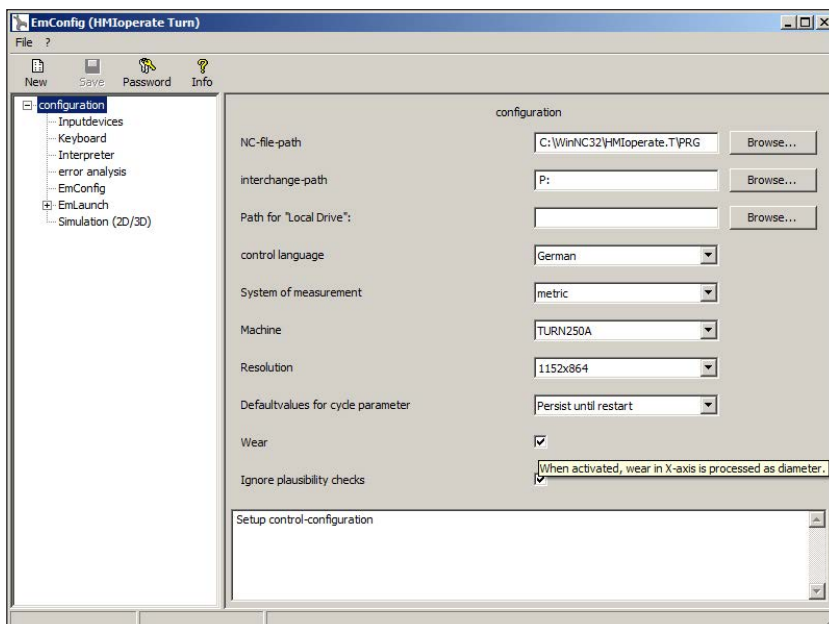 EmConfig (HMIoperate Turn)
File ?
New Save Password Info
configuration
Inputdevices
Keyboard
Interpreter
error analysis
EmConfig
EmLaunch
Simulation (2D/3D)
configuration
NC-file-path C:\WinNC32\HMIoperate.T\PRG Browse...
interchange-path P: Browse...
Path for "Local Drive": Browse...
control language German
System of measurement metric
Machine TURN250A
Resolution 1152x864
Defaultvalues for cycle parameter Persist until restart
Wear
When activated, wear in X-axis is processed as diameter.
Ignore plausibility checks
Setup control-configuration